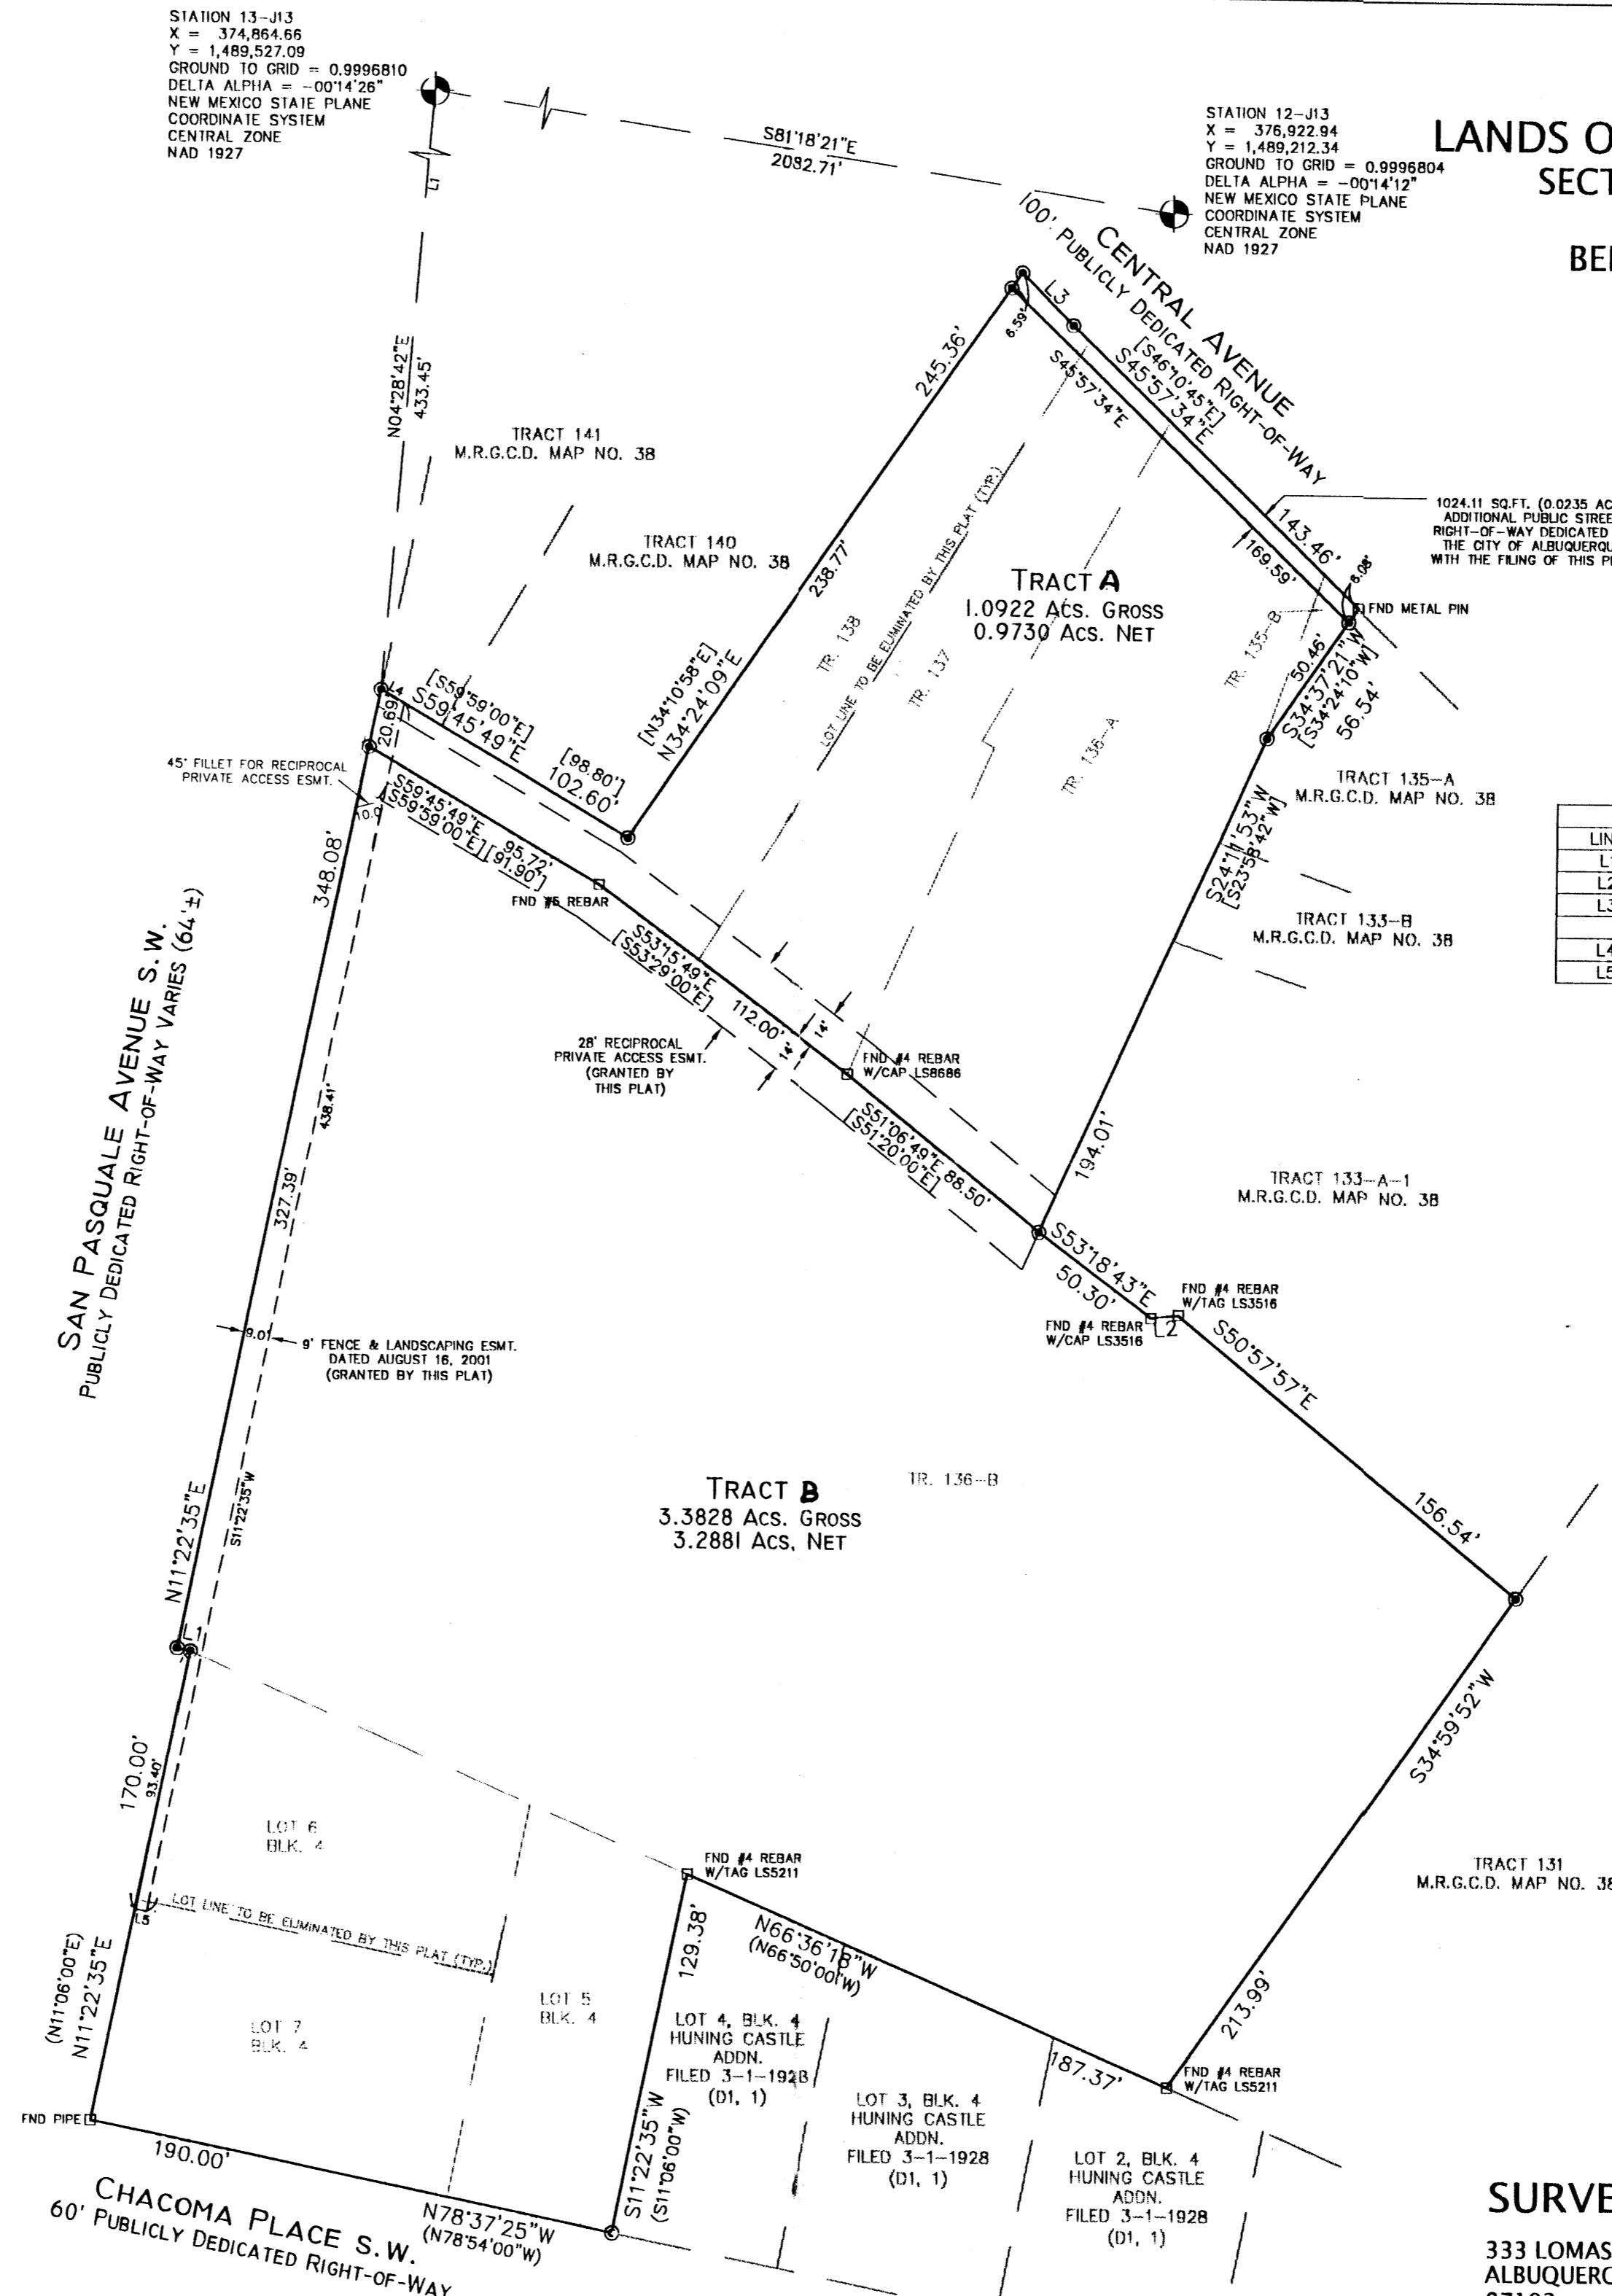 STATION 13-J13
X = 374,864.66
Y = 1,489,527.09
GROUND TO GRID = 0.9996810
DELTA ALPHA = -00°14'26"
NEW MEXICO STATE PLANE
COORDINATE SYSTEM
CENTRAL ZONE
NAD 1927
S81°18'21"E
2082.71'
STATION 12-J13
X = 376,922.94
Y = 1,489,212.34
GROUND TO GRID = 0.9996804
DELTA ALPHA = -00°14'12"
NEW MEXICO STATE PLANE
COORDINATE SYSTEM
CENTRAL ZONE
NAD 1927
LANDS O
SECT
BE
L1
N04°28'42"E
433.45'
CENTRAL AVENUE
100' PUBLICLY DEDICATED RIGHT-OF-WAY
L3
6.59'
[S46°10'45"E]
S45°57'34"E
S45°57'34"E
245.36'
TRACT 141
M.R.G.C.D. MAP NO. 38
TRACT 140
M.R.G.C.D. MAP NO. 38
238.77'
[N34°10'58"E]
N34°24'09"E
LOT LINE TO BE ELIMINATED BY THIS PLAT (TYP.)
TR. 138
TR. 137
TR. 136-A
TR. 135-B
TRACT A
1.0922 ACS. GROSS
0.9730 ACS. NET
1024.11 SQ.FT. (0.0235 AC
ADDITIONAL PUBLIC STREE
RIGHT-OF-WAY DEDICATED
THE CITY OF ALBUQUERQU
WITH THE FILING OF THIS P
143.46'
169.59'
6.08'
FND METAL PIN
50.46'
S34°37'21"W
[S34°24'10"W]
56.54'
TRACT 135-A
M.R.G.C.D. MAP NO. 38
S24°11'53"W
[S23°58'42"W]
TRACT 133-B
M.R.G.C.D. MAP NO. 38
LIN
L1
L2
L3
L4
L5
L4
[S59°59'00"E]
S59°45'49"E
[98.80']
102.60'
20.69'
45° FILLET FOR RECIPROCAL
PRIVATE ACCESS ESMT.
10.0
S59°45'49"E
[S59°59'00"E]
95.72'
[91.90']
FND #5 REBAR
348.08'
S53°15'49"E
[S53°29'00"E]
112.00'
14'
14'
28' RECIPROCAL
PRIVATE ACCESS ESMT.
(GRANTED BY
THIS PLAT)
FND #4 REBAR
W/CAP LS8686
S51°06'49"E
[S51°20'00"E]
88.50'
194.01'
TRACT 133-A-1
M.R.G.C.D. MAP NO. 38
SAN PASQUALE AVENUE S.W.
PUBLICLY DEDICATED RIGHT-OF-WAY VARIES (64'±)
438.41'
327.39'
S53°18'43"E
50.30'
FND #4 REBAR
W/TAG LS3516
FND #4 REBAR
W/CAP LS3516
L2
S50°57'57"E
156.54'
9.0'
9' FENCE & LANDSCAPING ESMT.
DATED AUGUST 16, 2001
(GRANTED BY THIS PLAT)
N11°22'35"E
S11°22'35"W
TRACT B
3.3828 ACS. GROSS
3.2881 ACS. NET
TR. 136-B
L1
170.00'
93.40'
S34°59'52"W
213.99'
TRACT 131
M.R.G.C.D. MAP NO. 38
LOT 6
BLK. 4
L5
LOT LINE TO BE ELIMINATED BY THIS PLAT (TYP.)
FND #4 REBAR
W/TAG LS5211
129.38'
N66°36'18"W
(N66°50'00"W)
187.37'
FND #4 REBAR
W/TAG LS5211
(N11°06'00"E)
N11°22'35"E
LOT 7
BLK. 4
LOT 5
BLK. 4
LOT 4, BLK. 4
HUNING CASTLE
ADDN.
FILED 3-1-1928
(D1, 1)
LOT 3, BLK. 4
HUNING CASTLE
ADDN.
FILED 3-1-1928
(D1, 1)
LOT 2, BLK. 4
HUNING CASTLE
ADDN.
FILED 3-1-1928
(D1, 1)
S11°22'35"W
(S11°06'00"W)
FND PIPE
190.00'
N78°37'25"W
(N78°54'00"W)
CHACOMA PLACE S.W.
60' PUBLICLY DEDICATED RIGHT-OF-WAY
SURVE
333 LOMAS
ALBUQUERQ